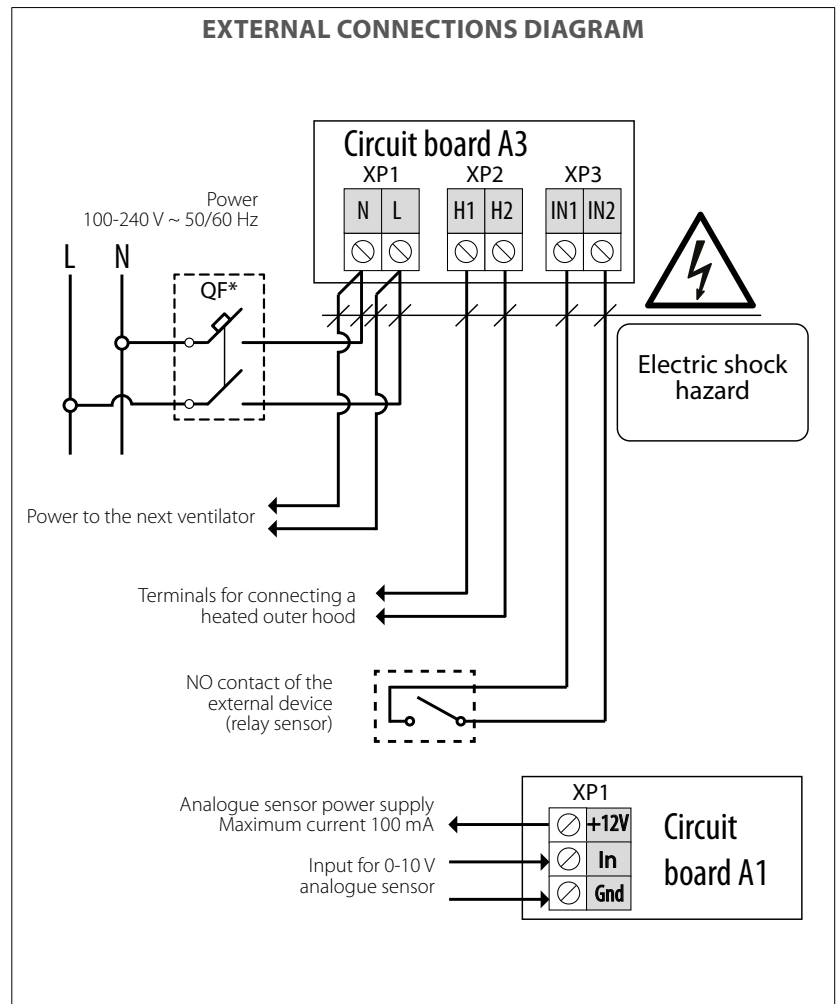 EXTERNAL CONNECTIONS DIAGRAM
Circuit board A3
XP1 XP2 XP3
N L H1 H2 IN1 IN2
Power
100-240 V ~ 50/60 Hz
L N
QF*
Electric shock
hazard
Power to the next ventilator
Terminals for connecting a
heated outer hood
NO contact of the
external device
(relay sensor)
Analogue sensor power supply
Maximum current 100 mA
Input for 0-10 V
analogue sensor
XP1
+12V
In
Gnd
Circuit
board A1